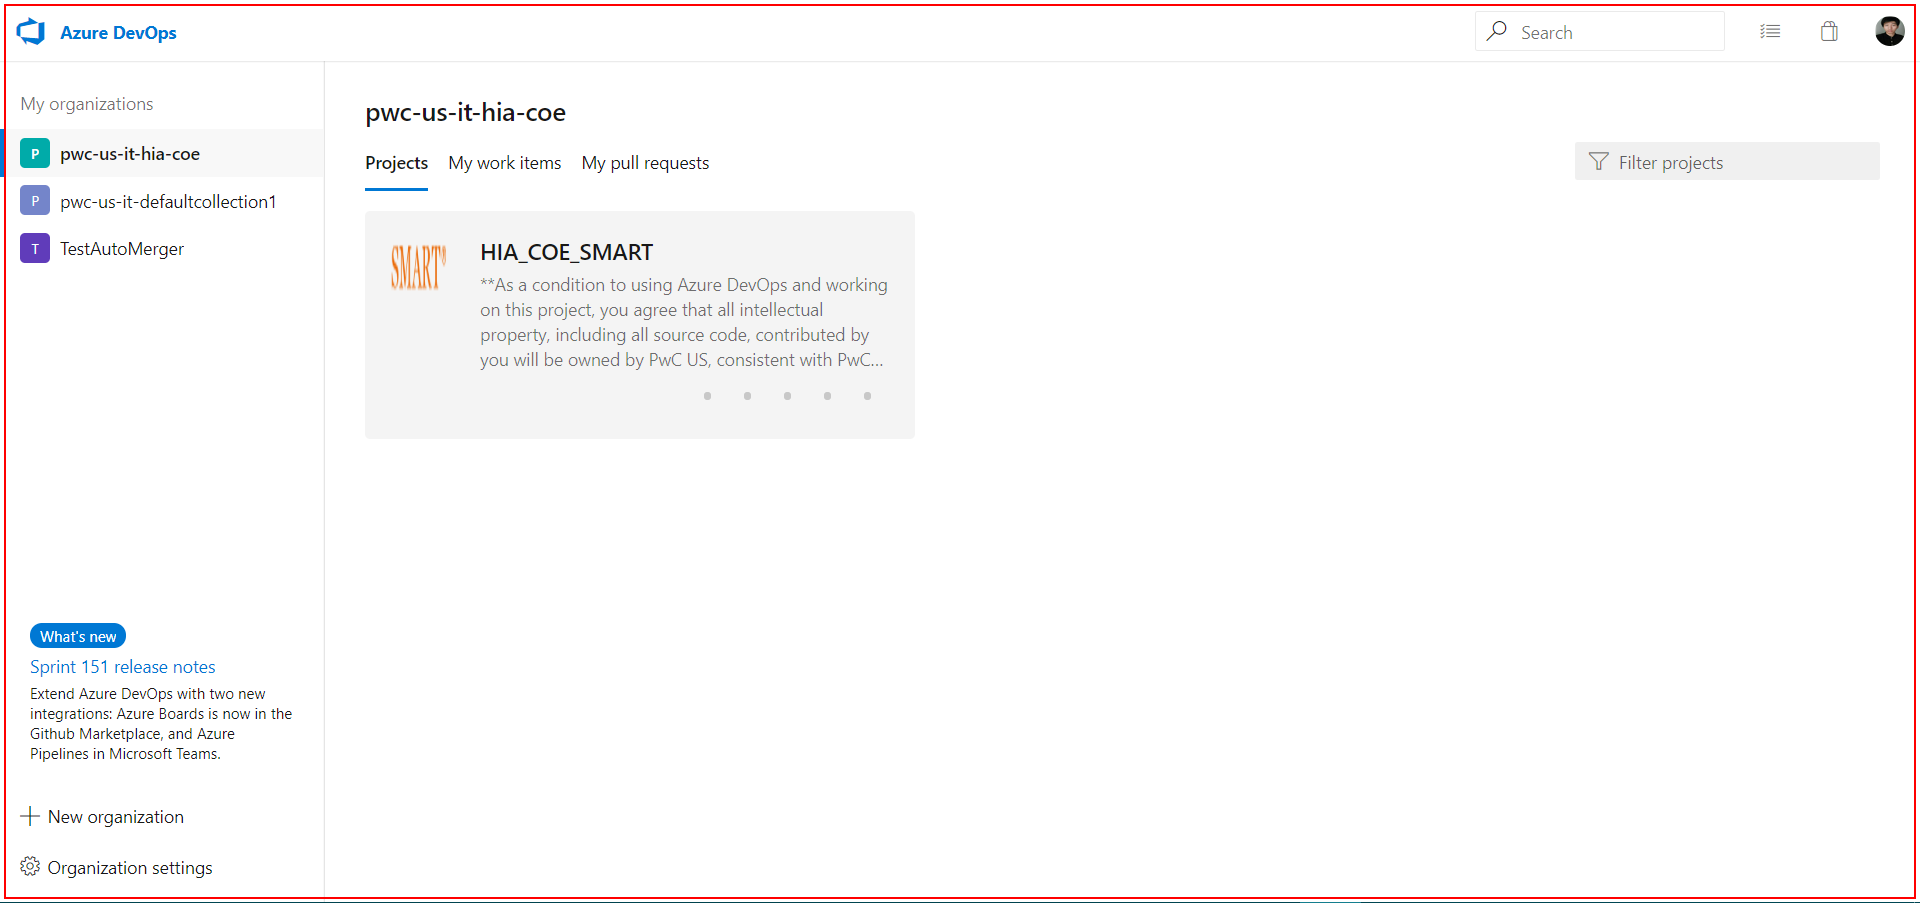 Azure DevOps
Search
My organizations
P pwc-us-it-hia-coe
P pwc-us-it-defaultcollection1
T TestAutoMerger
What's new
Sprint 151 release notes
Extend Azure DevOps with two new
integrations: Azure Boards is now in the
Github Marketplace, and Azure
Pipelines in Microsoft Teams.
New organization
Organization settings
pwc-us-it-hia-coe
Projects My work items My pull requests
Filter projects
SMART®
HIA_COE_SMART
**As a condition to using Azure DevOps and working
on this project, you agree that all intellectual
property, including all source code, contributed by
you will be owned by PwC US, consistent with PwC...